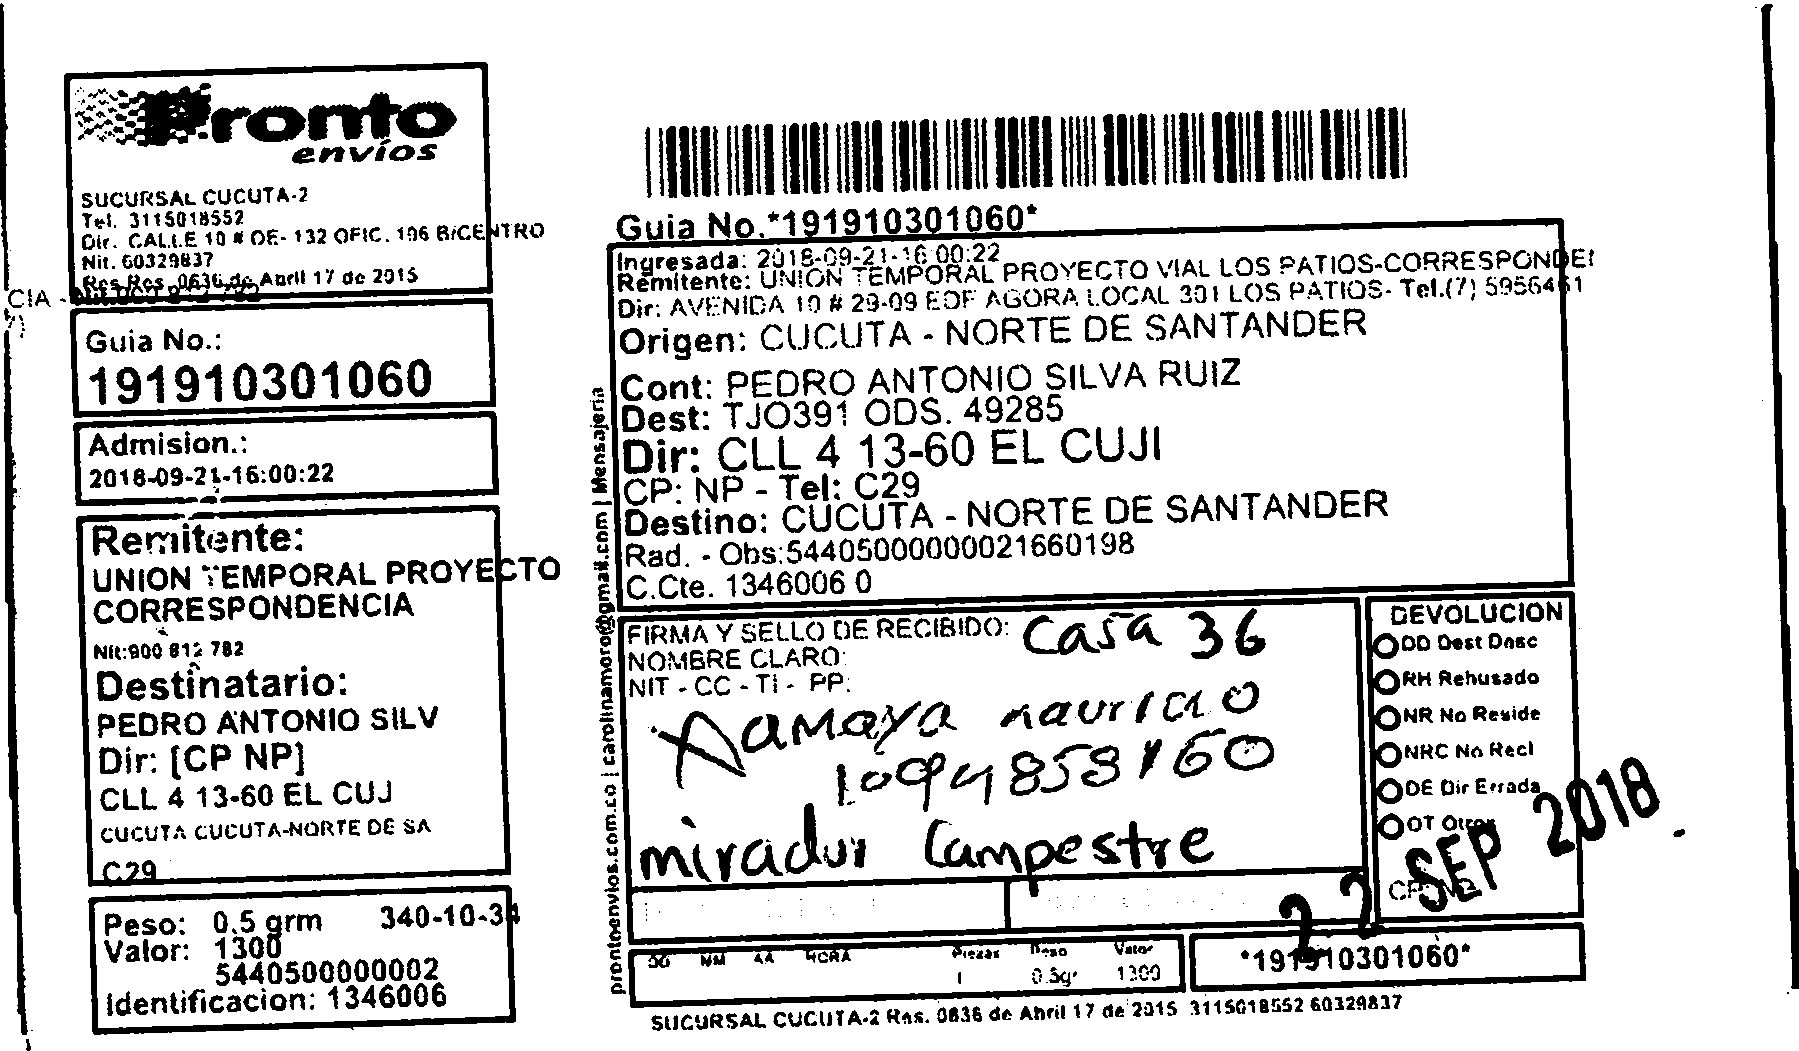 Pronto
envíos
SUCURSAL CUCUTA-2
Tel. 3115018552
Dir. CALLE 10 # OE- 132 OFIC. 106 B/CENTRO
Nit. 60329837
Res Res. 0636 de Abril 17 de 2015
CIA -
Guia No.:
191910301060
Admision.:
2018-09-21-16:00:22
Remitente:
UNION TEMPORAL PROYECTO
CORRESPONDENCIA
Nit:900 812 782
Destinatario:
PEDRO ANTONIO SILV
Dir: [CP NP]
CLL 4 13-60 EL CUJ
CUCUTA CUCUTA-NORTE DE SA
C29
Peso: 0.5 grm 340-10-34
Valor: 1300
5440500000002
Identificacion: 1346006
prontoenvios.com.co | carolinamoro@gmail.com | Mensajeria
Guia No.*191910301060*
Ingresada: 2018-09-21-16:00:22
Remitente: UNION TEMPORAL PROYECTO VIAL LOS PATIOS-CORRESPONDE
Dir: AVENIDA 10 # 29-09 EDF AGORA LOCAL 301 LOS PATIOS- Tel.(7) 5956461
Origen: CUCUTA - NORTE DE SANTANDER
Cont: PEDRO ANTONIO SILVA RUIZ
Dest: TJO391 ODS. 49285
Dir: CLL 4 13-60 EL CUJI
CP: NP - Tel: C29
Destino: CUCUTA - NORTE DE SANTANDER
Rad. - Obs:54405000000021660198
C.Cte. 1346006 0
FIRMA Y SELLO DE RECIBIDO: Casa 36
NOMBRE CLARO:
NIT - CC - TI - PP:
Mauricio
mirador Campestre
DEVOLUCION
DD Dest Desc
RH Rehusado
NR No Reside
NRC No Recl
DE Dir Errada
OT Otros
22 SEP 2018
DD MM AA HORA Piezas Peso Valor
1 0.5gr 1300
*191910301060*
SUCURSAL CUCUTA-2 Res. 0636 de Abril 17 de 2015 3115018552 60329837